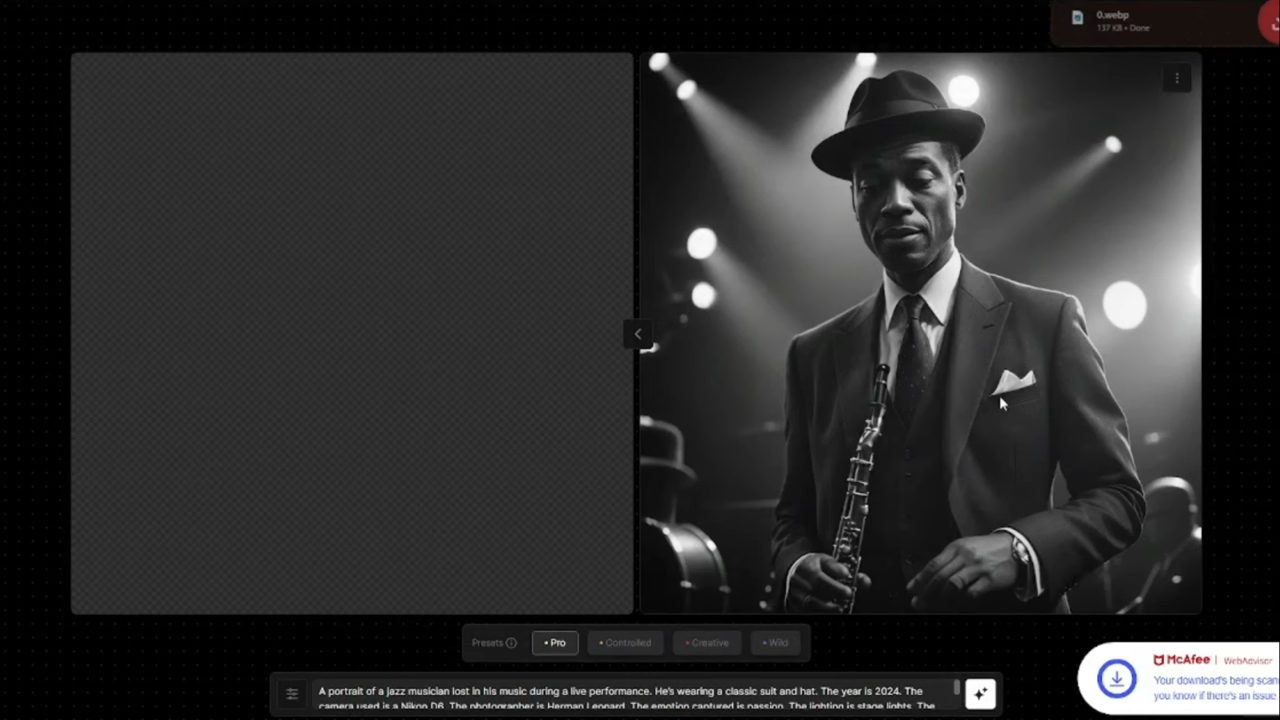 0.webp
137 KB • Done
Presets
Pro
Controlled
Creative
Wild
A portrait of a jazz musician lost in his music during a live performance. He's wearing a classic suit and hat. The year is 2024. The
camera used is a Nikon D6. The photographer is Herman Leonard. The emotion captured is passion. The lighting is stage lights. The
McAfee | WebAdvisor
Your download's being scan
you know if there's an issue